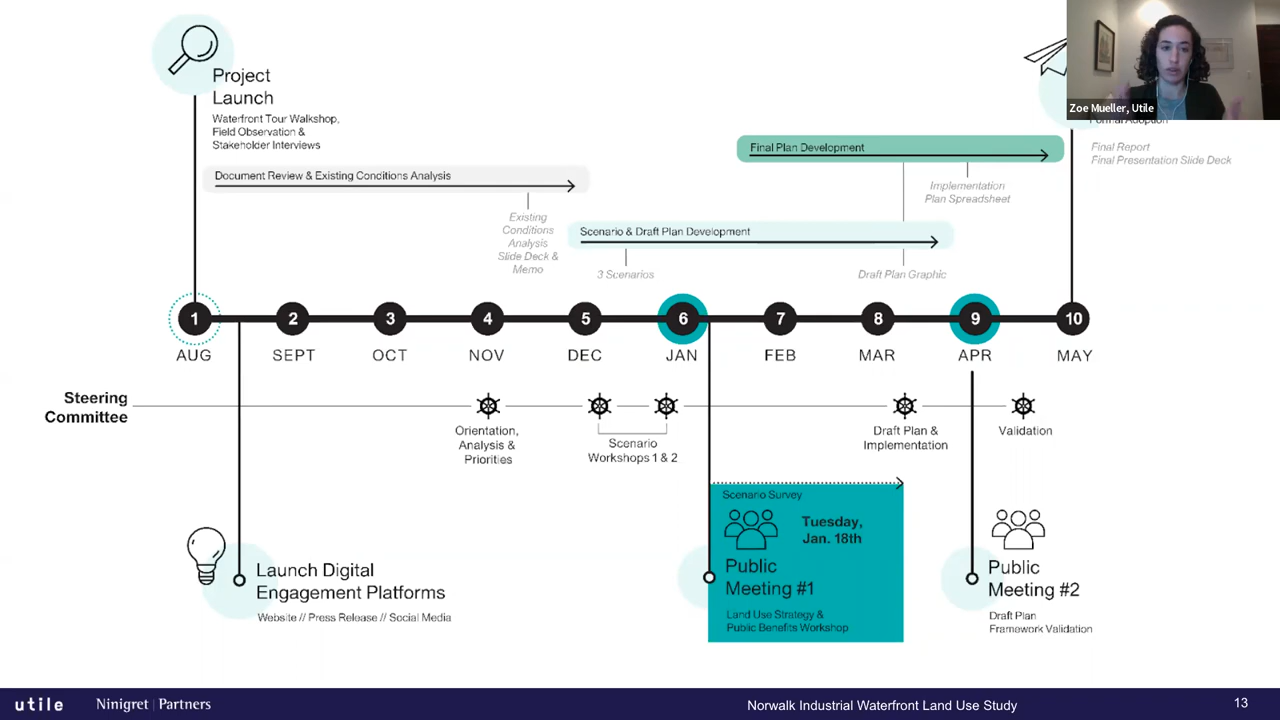 Project
Launch
Waterfront Tour Walkshop,
Field Observation &
Stakeholder Interviews
Zoe Mueller, Utile
Formal Adoption
Final Report
Final Presentation Slide Deck
Final Plan Development
Implementation
Plan Spreadsheet
Document Review & Existing Conditions Analysis
Existing
Conditions
Analysis
Slide Deck &
Memo
Scenario & Draft Plan Development
3 Scenarios
Draft Plan Graphic
1 2 3 4 5 6 7 8 9 10
AUG SEPT OCT NOV DEC JAN FEB MAR APR MAY
Steering
Committee
Orientation,
Analysis &
Priorities
Scenario
Workshops 1 & 2
Draft Plan &
Implementation
Validation
Launch Digital
Engagement Platforms
Website // Press Release // Social Media
Scenario Survey
Tuesday,
Jan. 18th
Public
Meeting #1
Land Use Strategy &
Public Benefits Workshop
Public
Meeting #2
Draft Plan
Framework Validation
utile Ninigret | Partners
Norwalk Industrial Waterfront Land Use Study
13